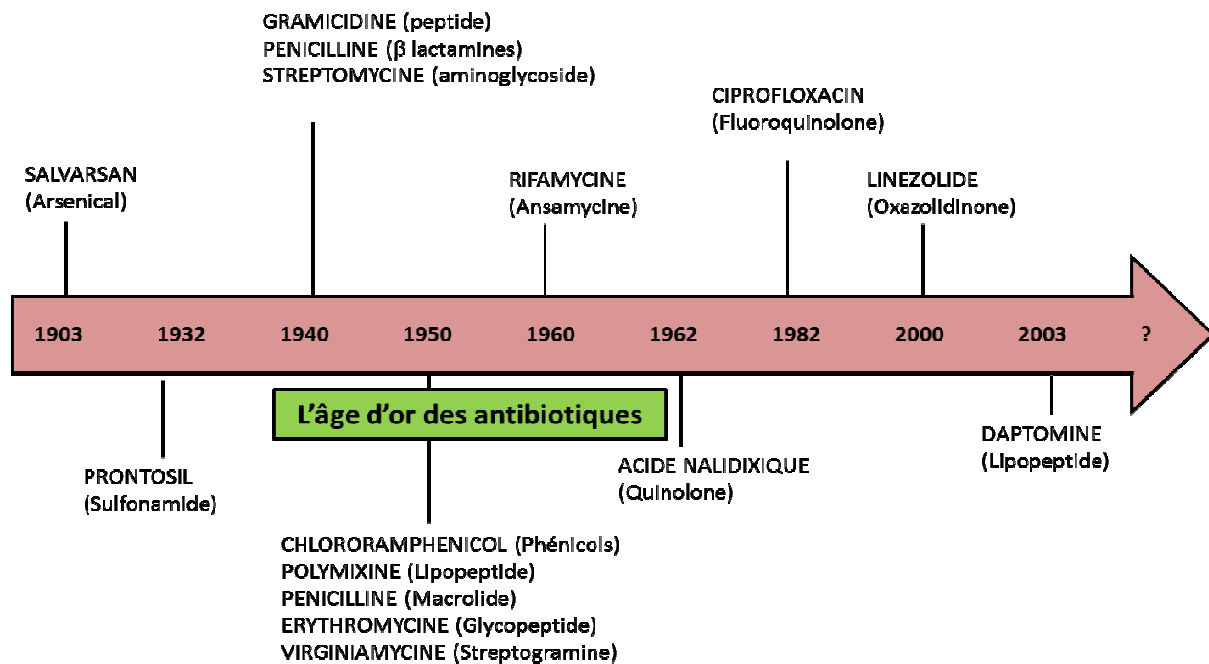 GRAMICIDINE (peptide)
PENICILLINE (β lactamines)
STREPTOMYCINE (aminoglycoside)
CIPROFLOXACIN
(Fluoroquinolone)
SALVARSAN
(Arsenical)
RIFAMYCINE
(Ansamycine)
LINEZOLIDE
(Oxazolidinone)
1903 1932 1940 1950 1960 1962 1982 2000 2003 ?
L’âge d’or des antibiotiques
PRONTOSIL
(Sulfonamide)
ACIDE NALIDIXIQUE
(Quinolone)
DAPTOMINE
(Lipopeptide)
CHLORORAMPHENICOL (Phénicols)
POLYMIXINE (Lipopeptide)
PENICILLINE (Macrolide)
ERYTHROMYCINE (Glycopeptide)
VIRGINIAMYCINE (Streptogramine)